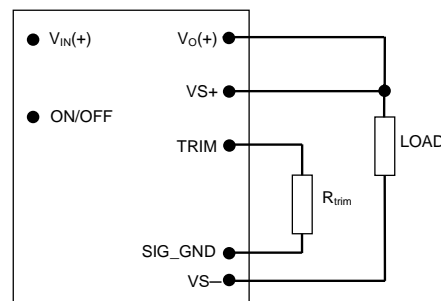 V_IN(+)
V_O(+)
VS+
ON/OFF
TRIM
LOAD
R_trim
SIG_GND
VS–